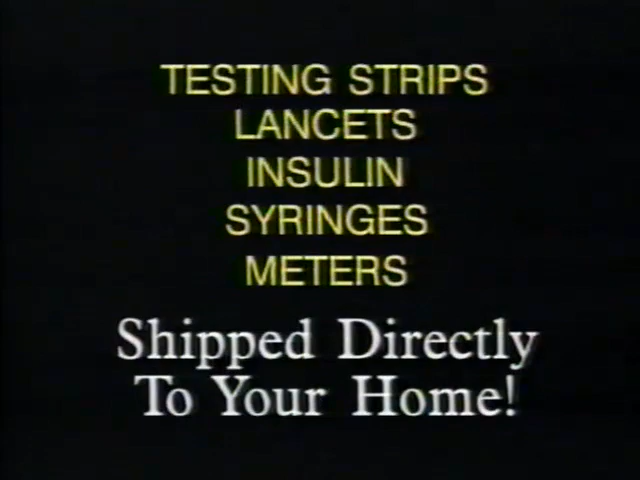 TESTING STRIPS
LANCETS
INSULIN
SYRINGES
METERS
Shipped Directly
To Your Home!